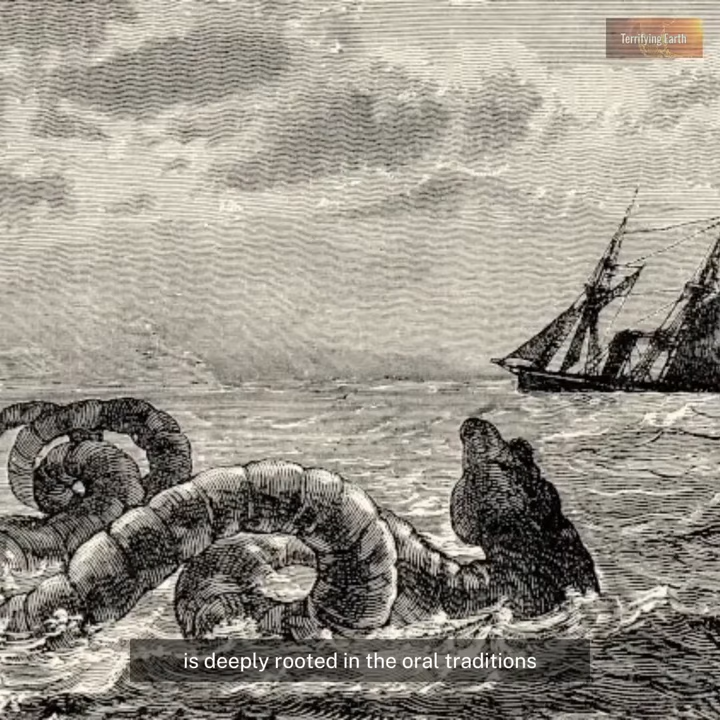 Terrifying Earth
is deeply rooted in the oral traditions